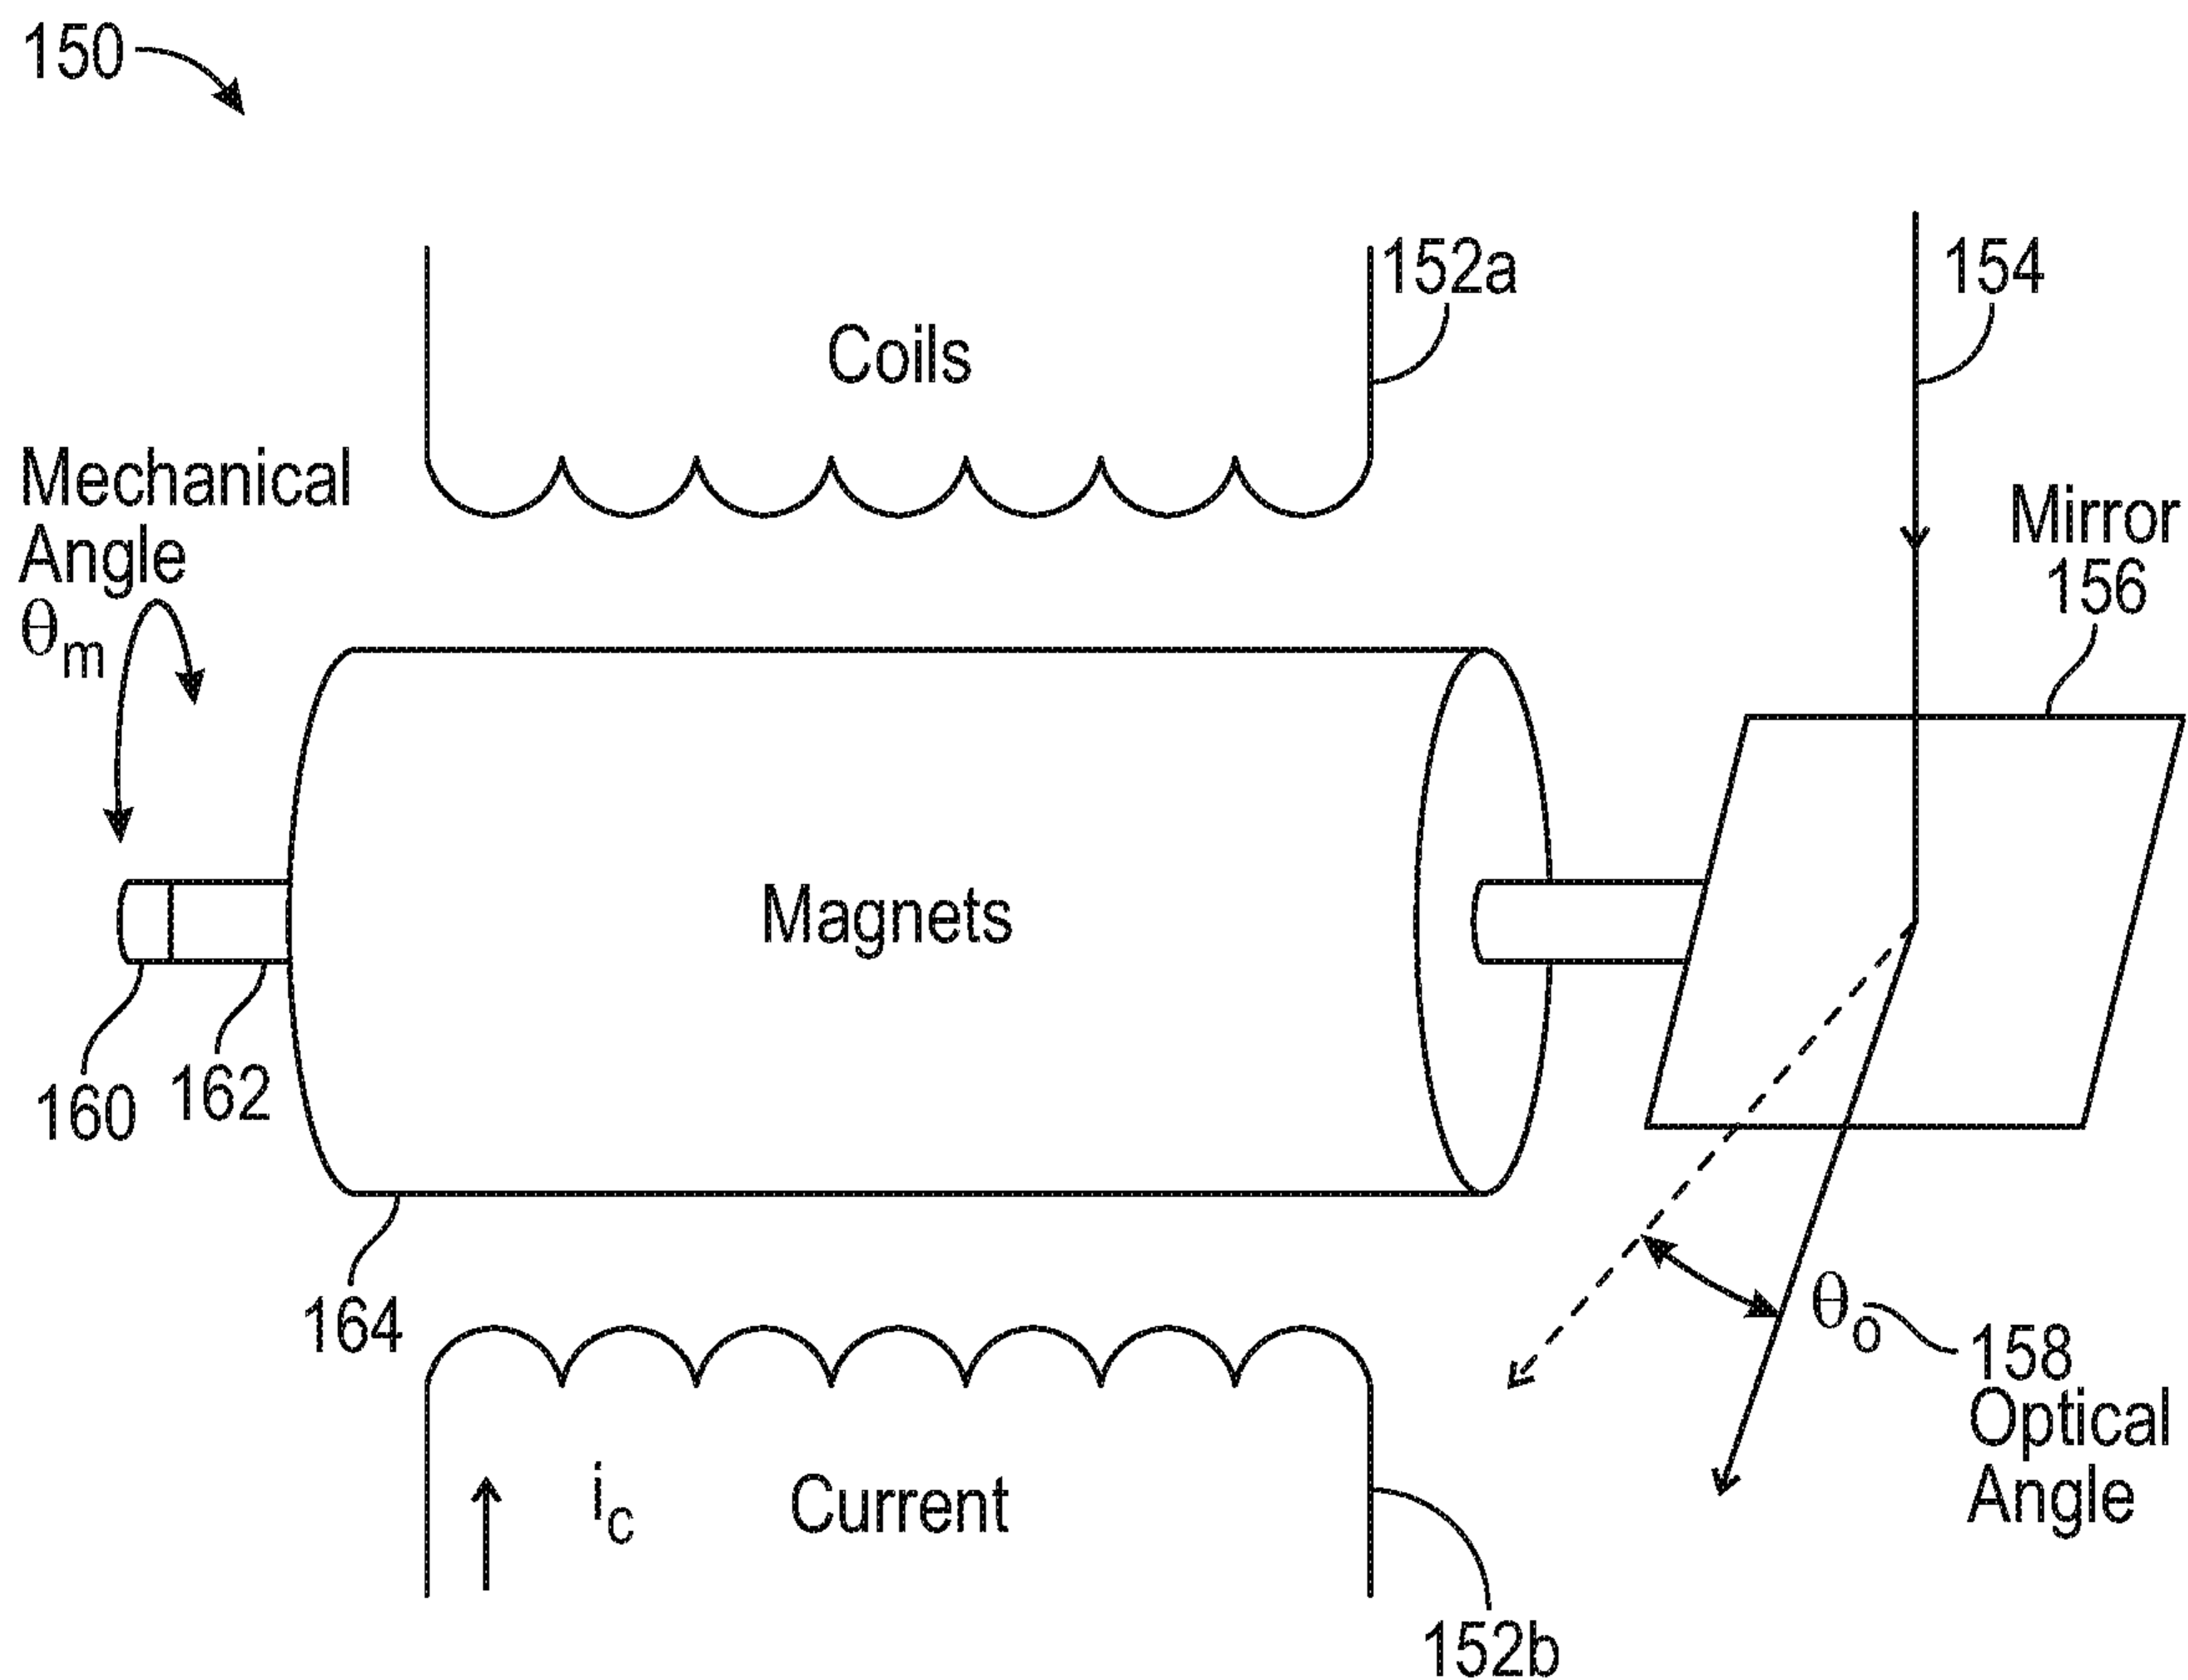 150
152a
154
Coils
Mechanical
Angle
θm
Mirror
156
Magnets
160
162
164
θo
158
Optical
Angle
ic
Current
152b